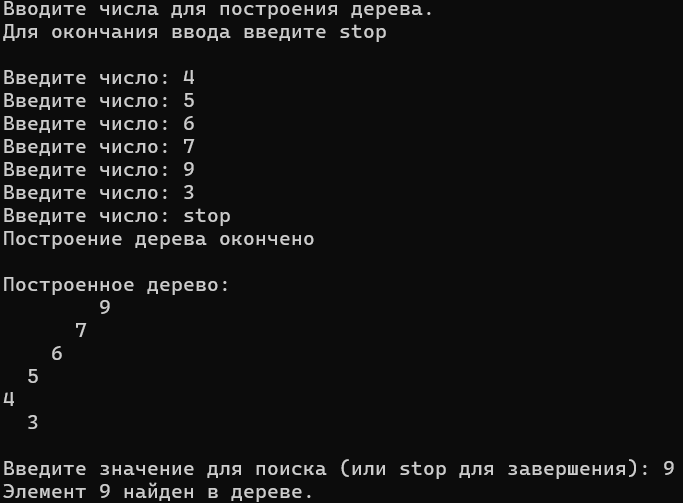 Вводите числа для построения дерева.
Для окончания ввода введите stop
Введите число: 4
Введите число: 5
Введите число: 6
Введите число: 7
Введите число: 9
Введите число: 3
Введите число: stop
Построение дерева окончено
Построенное дерево:
9
7
6
5
4
3
Введите значение для поиска (или stop для завершения): 9
Элемент 9 найден в дереве.